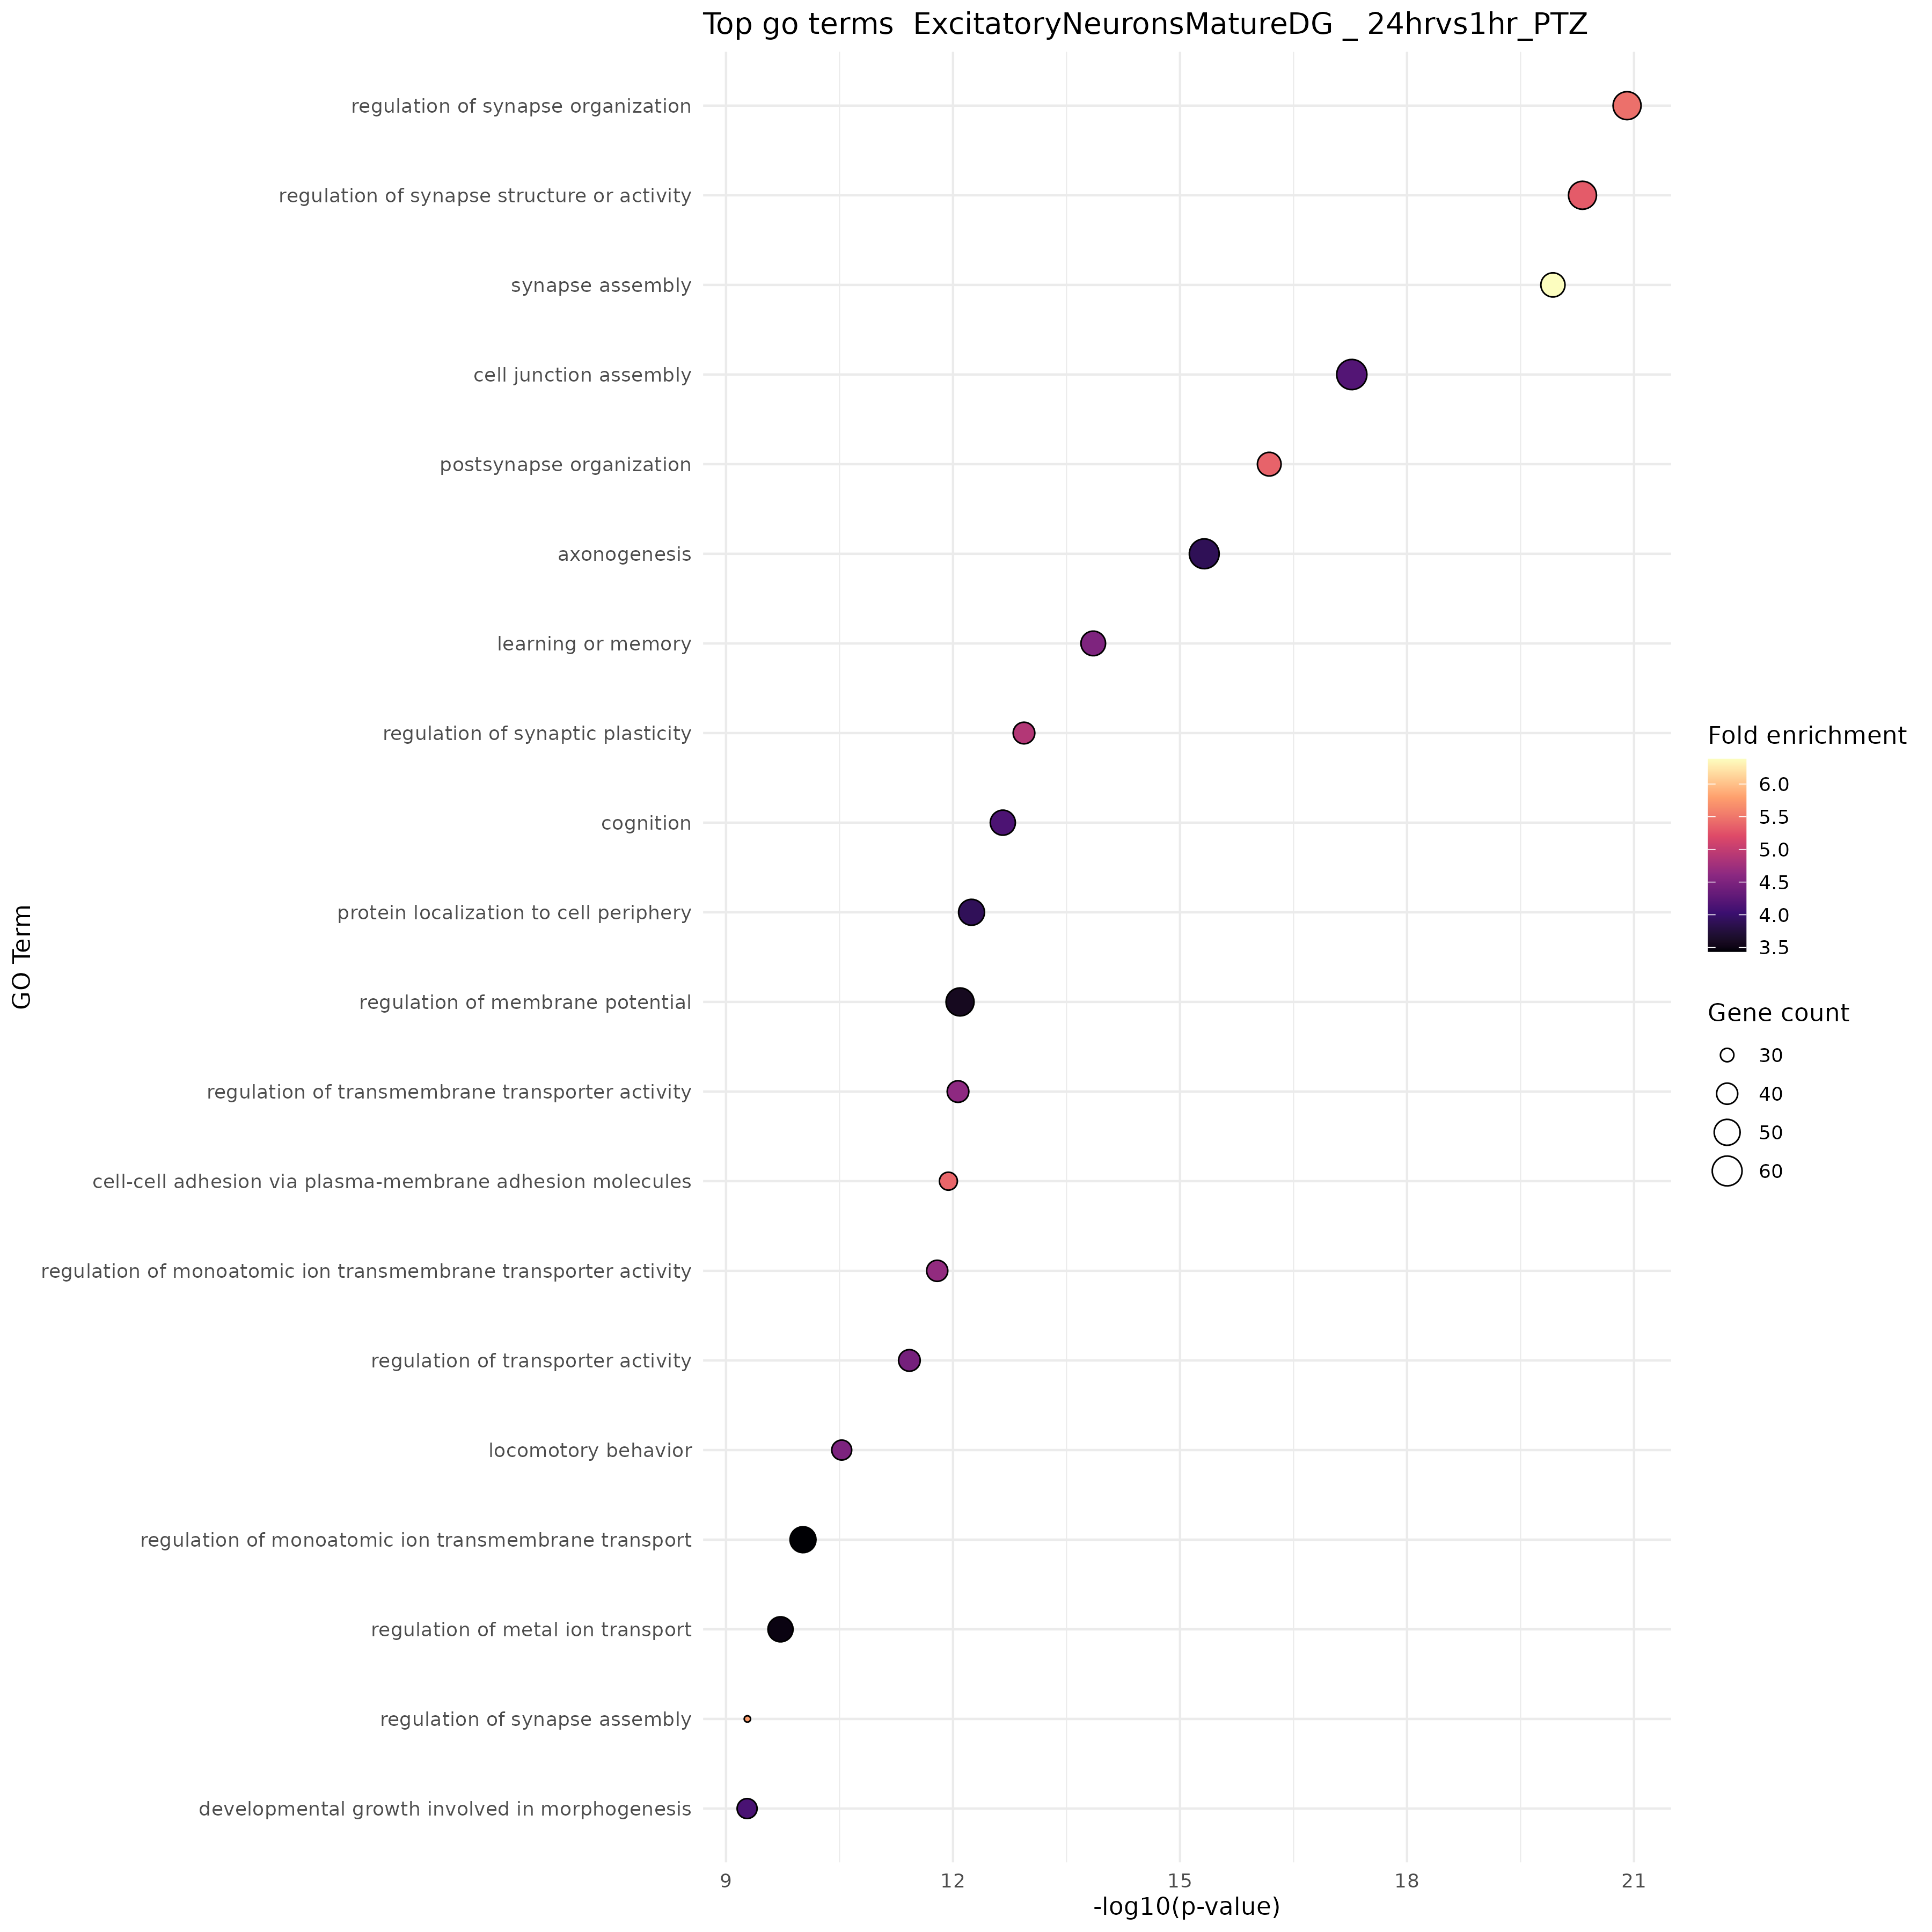 Top go terms  ExcitatoryNeuronsMatureDG _ 24hrvs1hr_PTZ
regulation of synapse organization
regulation of synapse structure or activity
synapse assembly
cell junction assembly
postsynapse organization
axonogenesis
learning or memory
regulation of synaptic plasticity
cognition
protein localization to cell periphery
regulation of membrane potential
regulation of transmembrane transporter activity
cell-cell adhesion via plasma-membrane adhesion molecules
regulation of monoatomic ion transmembrane transporter activity
regulation of transporter activity
locomotory behavior
regulation of monoatomic ion transmembrane transport
regulation of metal ion transport
regulation of synapse assembly
developmental growth involved in morphogenesis
GO Term
9 12 15 18 21
-log10(p-value)
Fold enrichment
6.0
5.5
5.0
4.5
4.0
3.5
Gene count
30
40
50
60